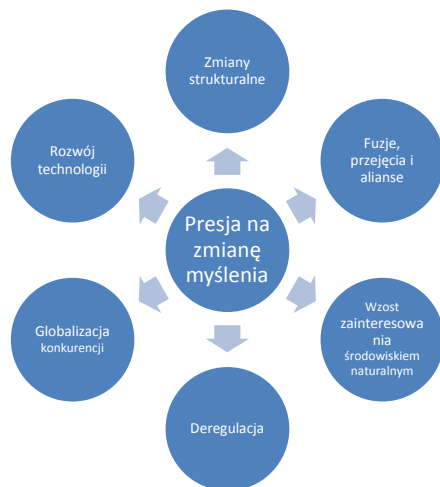 Zmiany
strukturalne
Rozwój
technologii
Fuzje,
przejęcia i
alianse
Presja na
zmianę
myślenia
Globalizacja
konkurencji
Wzost
zainteresowa
nia
środowiskiem
naturalnym
Deregulacja